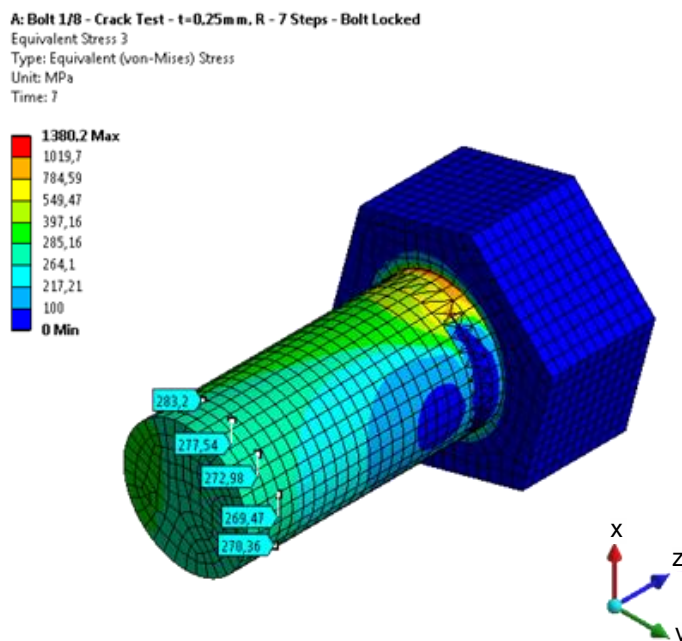 A: Bolt 1/8 - Crack Test - t=0,25mm, R - 7 Steps - Bolt Locked
Equivalent Stress 3
Type: Equivalent (von-Mises) Stress
Unit: MPa
Time: 7
1380,2 Max
1019,7
784,59
549,47
397,16
285,16
264,1
217,21
100
0 Min
283,2
277,54
272,98
269,47
270,36
X
Z
Y